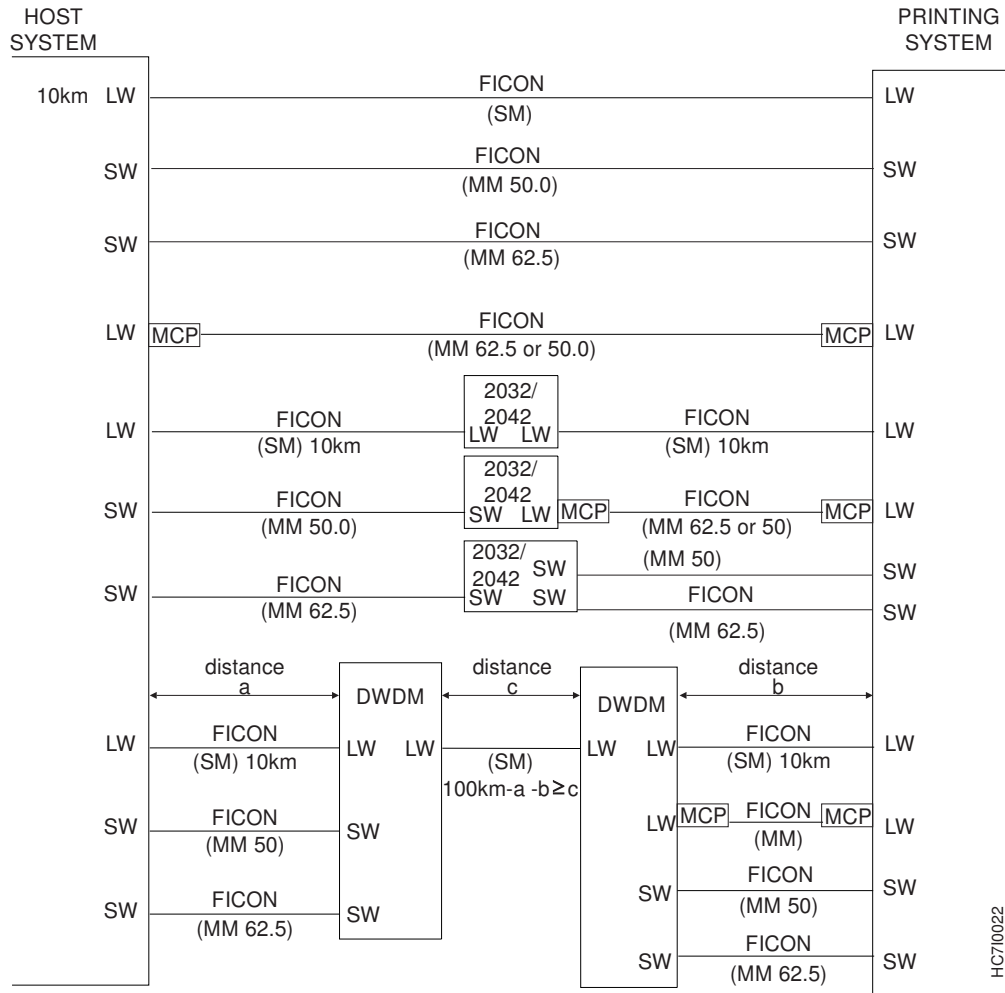 HOST
SYSTEM
PRINTING
SYSTEM
10km LW
FICON
(SM)
LW
SW
FICON
(MM 50.0)
SW
SW
FICON
(MM 62.5)
SW
LW
MCP
FICON
(MM 62.5 or 50.0)
MCP
LW
LW
FICON
(SM) 10km
2032/
2042
LW LW
FICON
(SM) 10km
LW
SW
FICON
(MM 50.0)
2032/
2042
SW LW
MCP
FICON
(MM 62.5 or 50)
MCP
LW
SW
FICON
(MM 62.5)
2032/
2042
SW
SW SW
(MM 50)
SW
FICON
(MM 62.5)
SW
distance
a
DWDM
distance
c
DWDM
distance
b
LW
FICON
(SM) 10km
LW LW
(SM)
100km-a -b≥c
LW LW
FICON
(SM) 10km
LW
SW
FICON
(MM 50)
SW
LW
MCP
FICON
(MM)
MCP
LW
SW
FICON
(MM 62.5)
SW
SW
FICON
(MM 50)
SW
SW
FICON
(MM 62.5)
SW
HC7I0022